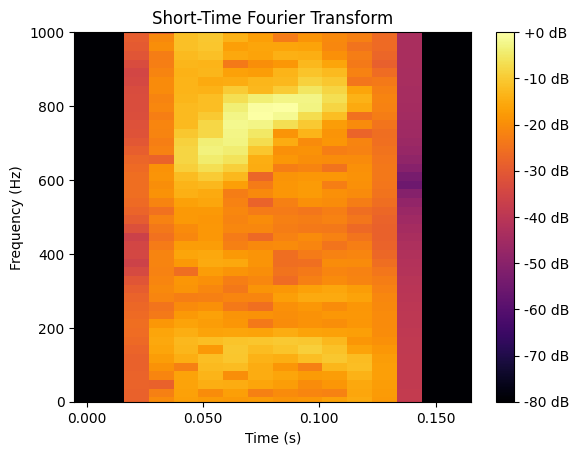 Short-Time Fourier Transform
1000
800
600
400
200
0
Frequency (Hz)
0.000
0.050
0.100
0.150
Time (s)
+0 dB
-10 dB
-20 dB
-30 dB
-40 dB
-50 dB
-60 dB
-70 dB
-80 dB